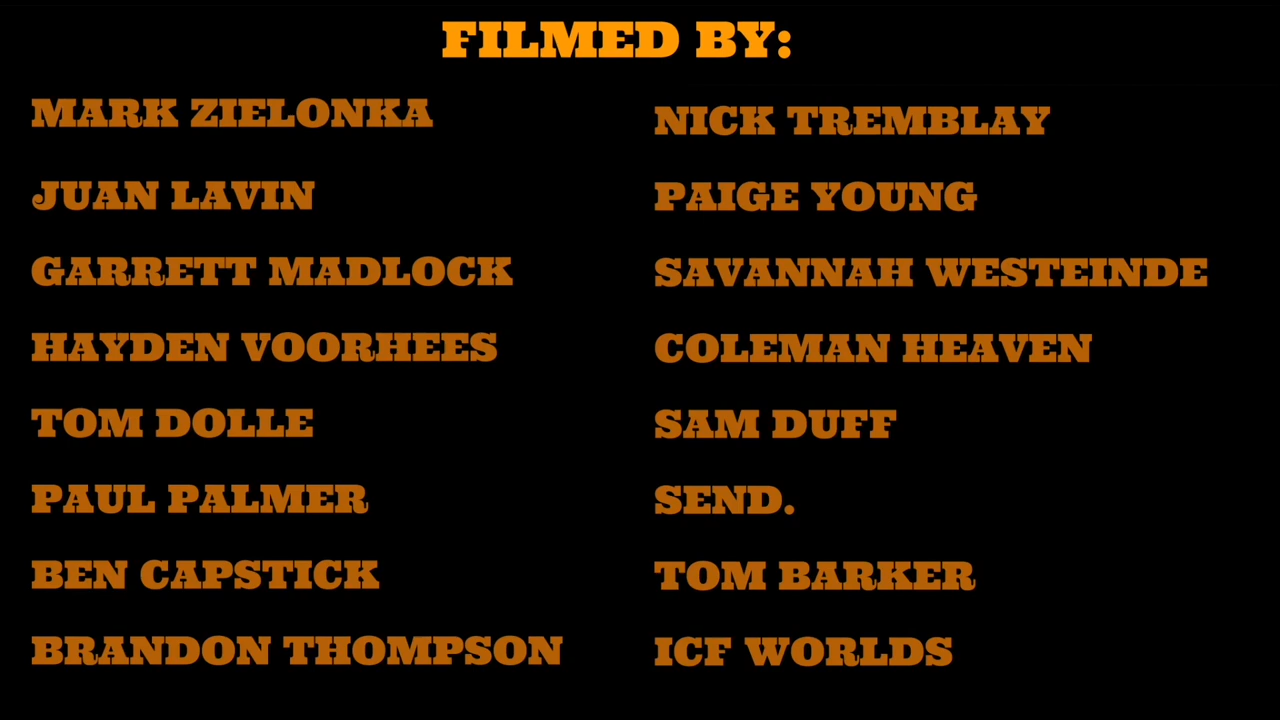 FILMED BY:
MARK ZIELONKA
JUAN LAVIN
GARRETT MADLOCK
HAYDEN VOORHEES
TOM DOLLE
PAUL PALMER
BEN CAPSTICK
BRANDON THOMPSON
NICK TREMBLAY
PAIGE YOUNG
SAVANNAH WESTEINDE
COLEMAN HEAVEN
SAM DUFF
SEND.
TOM BARKER
ICF WORLDS